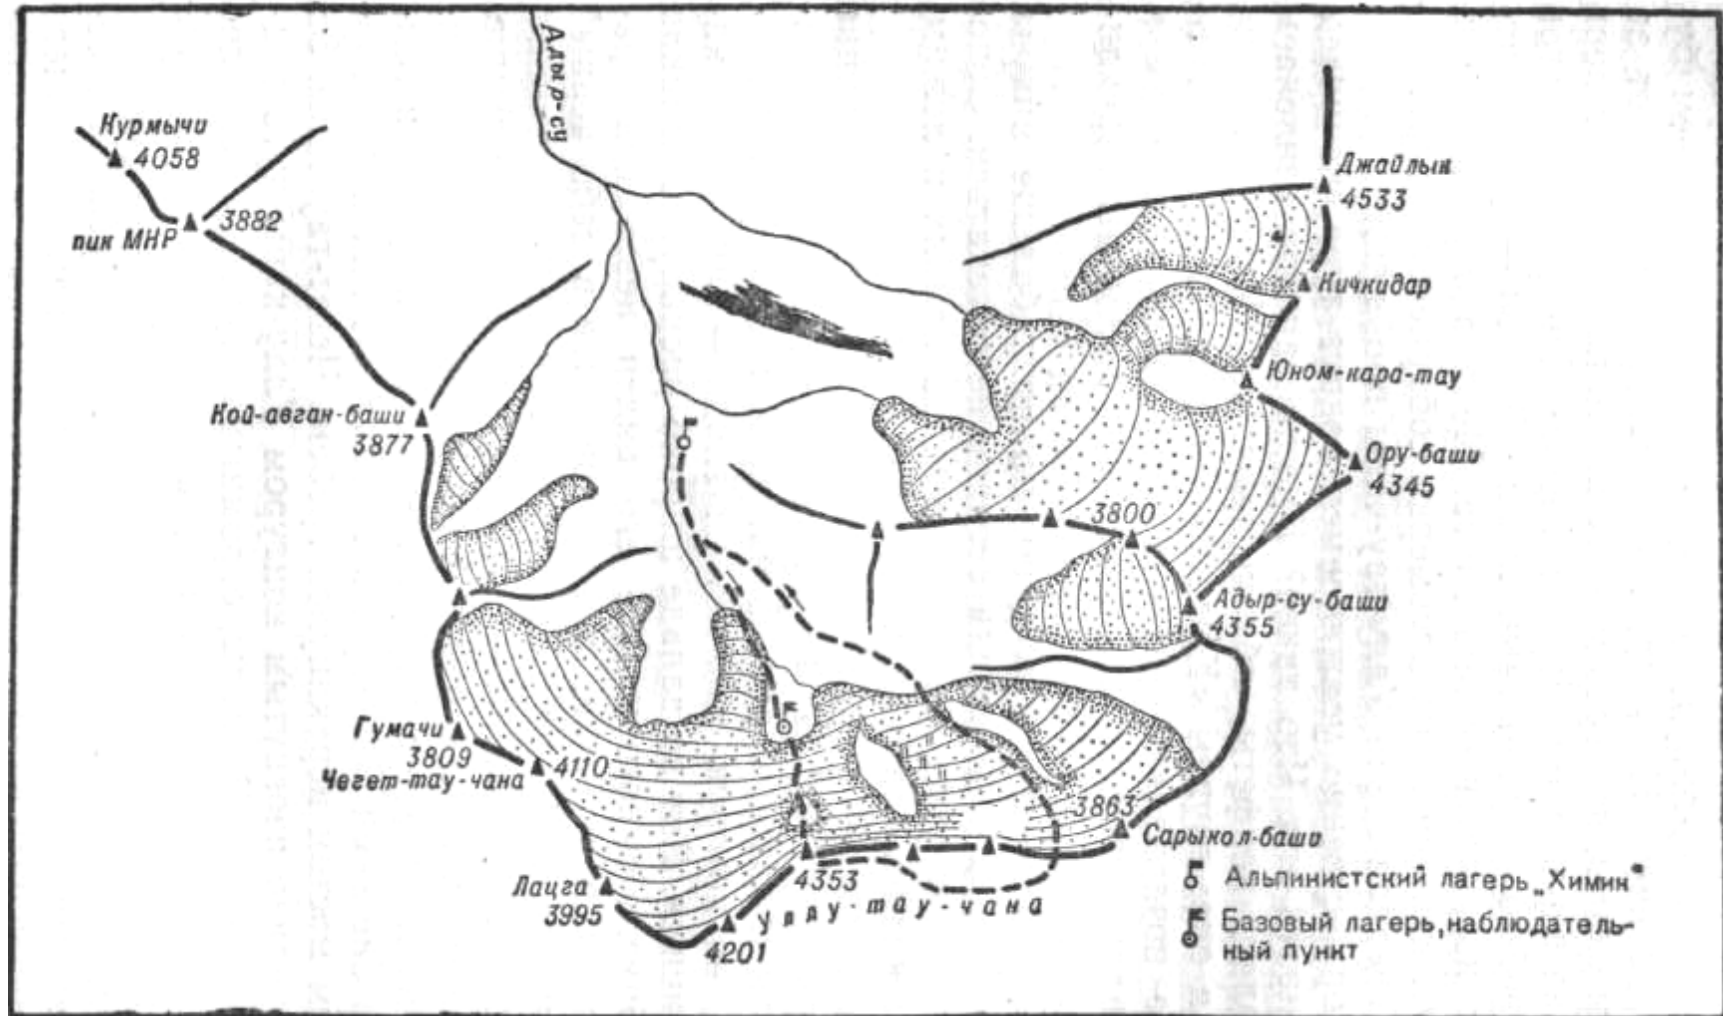 Адыр-су
Курмычи
4058
3882
пик МНР
Джайлык
4533
Кичкидар
Юном-кара-тау
Кой-авган-баши
3877
Ору-баши
4345
3800
Адыр-су-баши
4355
Гумачи
3809
4110
Чегет-тау-чана
3863
Сарыкол-баши
Лацга
3995
4353
Уллу-тау-чана
4201
Альпинистский лагерь „Химик"
Базовый лагерь, наблюдатель-
ный пункт